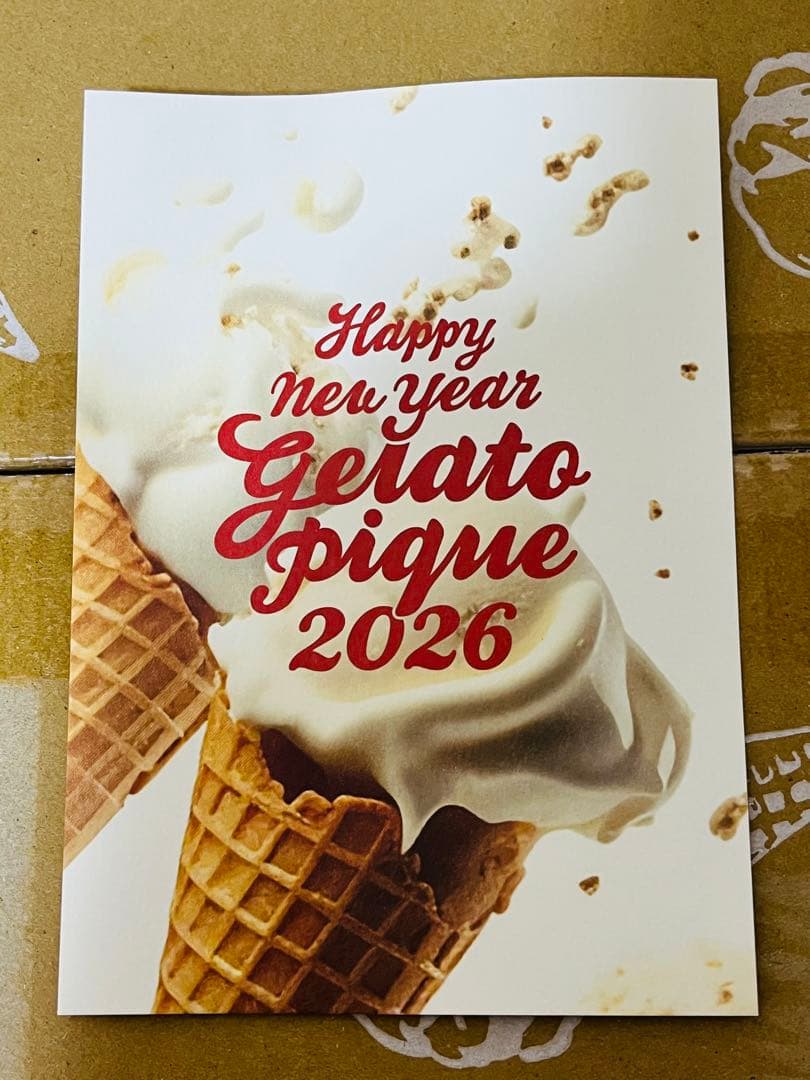 Happy
New Year
Gelato
pique
2026